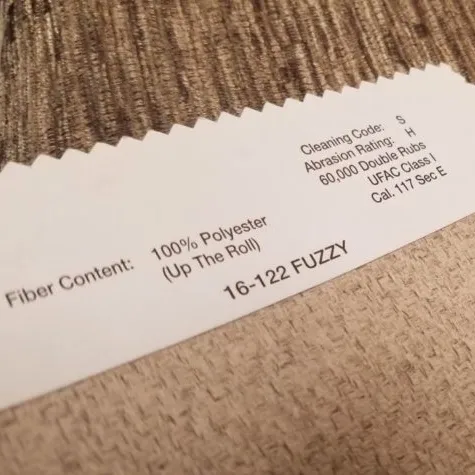 Cleaning Code: S
Abrasion Rating: H
60,000 Double Rubs
UFAC Class I
Cal. 117 Sec E
Fiber Content: 100% Polyester
(Up The Roll)
16-122 FUZZY